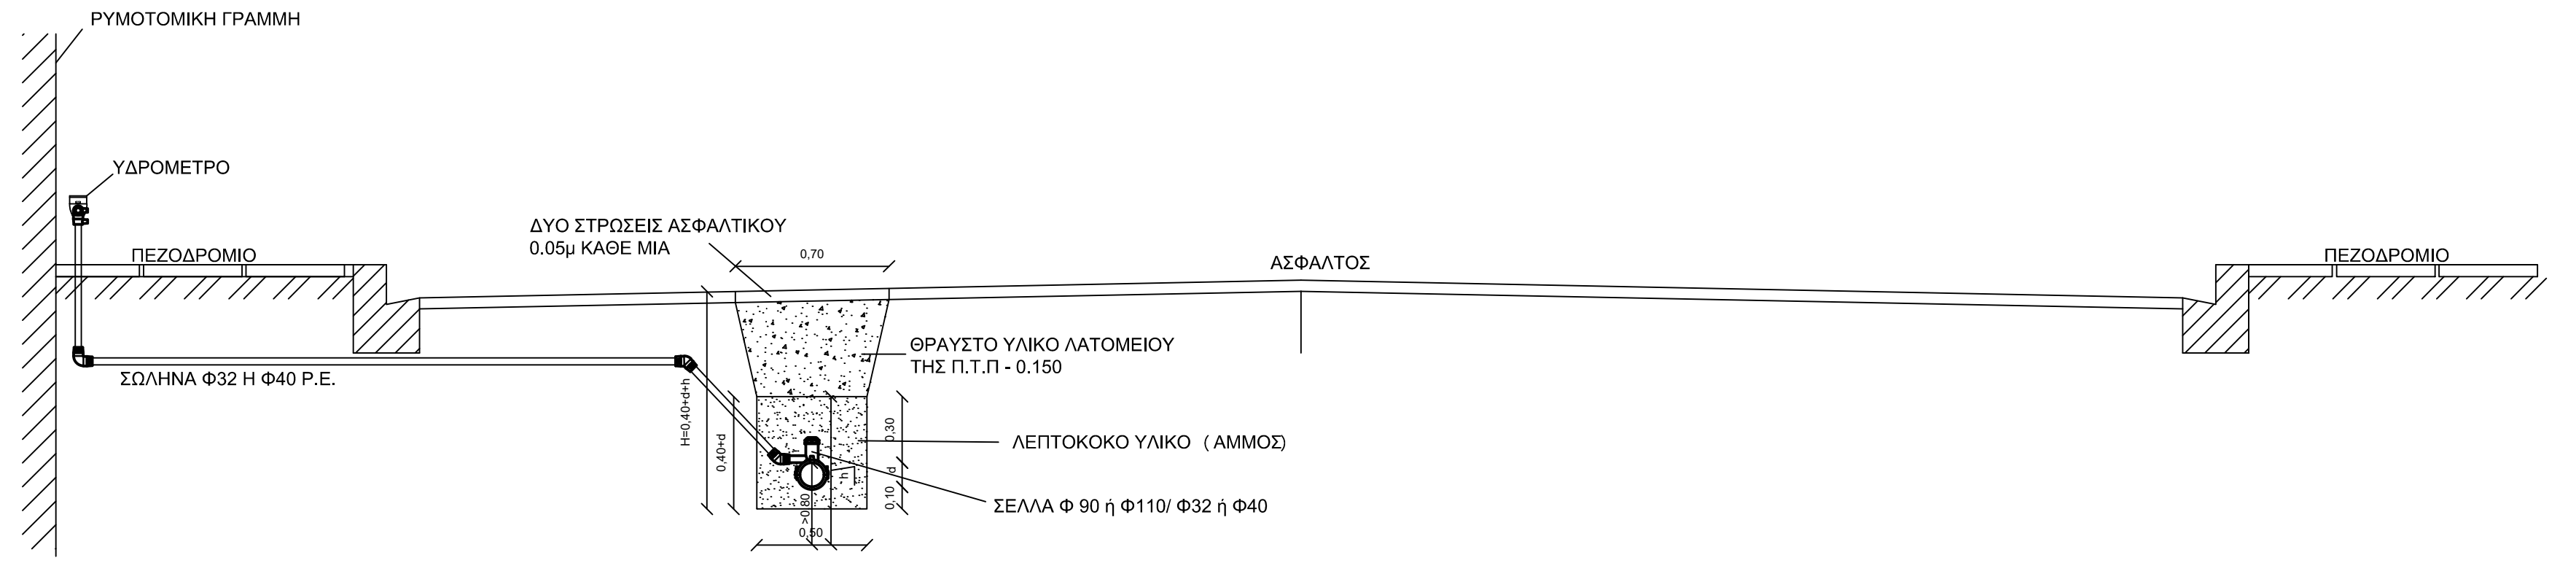 ΡΥΜΟΤΟΜΙΚΗ ΓΡΑΜΜΗ
ΥΔΡΟΜΕΤΡΟ
ΔΥΟ ΣΤΡΩΣΕΙΣ ΑΣΦΑΛΤΙΚΟΥ
0.05μ ΚΑΘΕ ΜΙΑ
0,70
ΠΕΖΟΔΡΟΜΙΟ
ΑΣΦΑΛΤΟΣ
ΠΕΖΟΔΡΟΜΙΟ
ΘΡΑΥΣΤΟ ΥΛΙΚΟ ΛΑΤΟΜΕΙΟΥ
ΤΗΣ Π.Τ.Π - 0.150
ΣΩΛΗΝΑ Φ32 Η Φ40 P.E.
H=0,40+d+h
0,40+d
0,30
d
0,10
h
ΛΕΠΤΟΚΟΚΟ ΥΛΙΚΟ ( ΑΜΜΟΣ)
ΣΕΛΛΑ Φ 90 ή Φ110/ Φ32 ή Φ40
>0,80
0,50